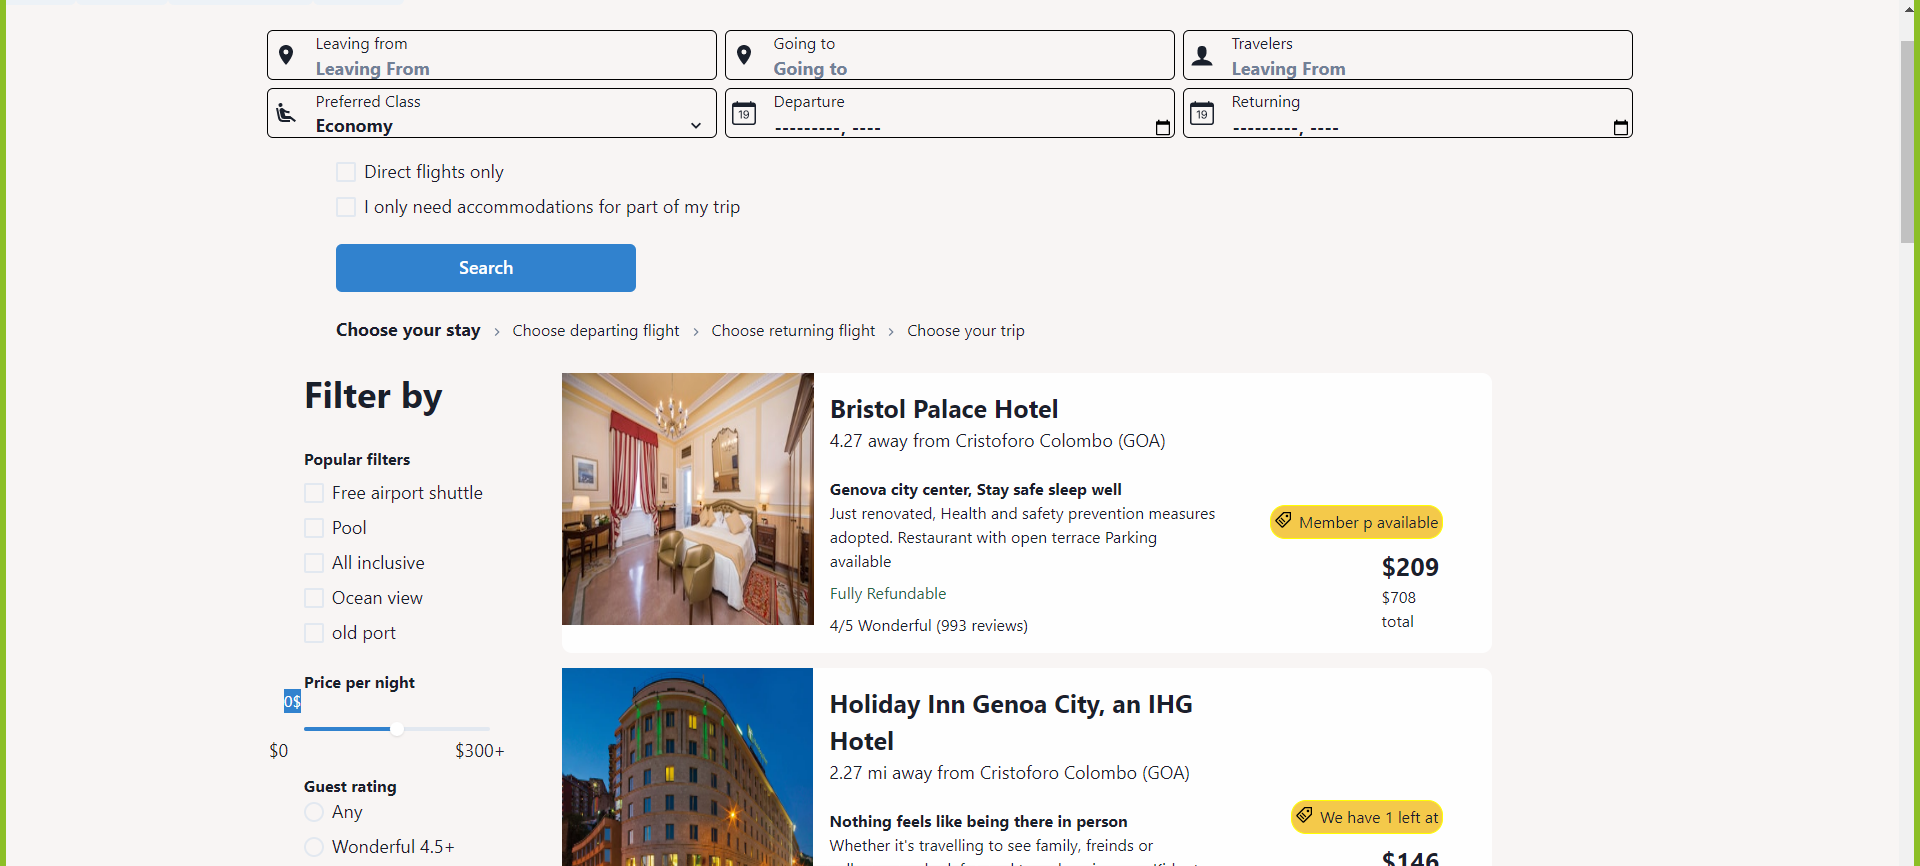 Leaving from
Leaving From
Going to
Going to
Travelers
Leaving From
Preferred Class
Economy
19
Departure
---------, ----
19
Returning
---------, ----
Direct flights only
I only need accommodations for part of my trip
Search
Choose your stay > Choose departing flight > Choose returning flight > Choose your trip
Filter by
Popular filters
Free airport shuttle
Pool
All inclusive
Ocean view
old port
Price per night
0$
$0 $300+
Guest rating
Any
Wonderful 4.5+
Bristol Palace Hotel
4.27 away from Cristoforo Colombo (GOA)
Genova city center, Stay safe sleep well
Just renovated, Health and safety prevention measures
adopted. Restaurant with open terrace Parking
available
Fully Refundable
4/5 Wonderful (993 reviews)
Member p available
$209
$708
total
Holiday Inn Genoa City, an IHG
Hotel
2.27 mi away from Cristoforo Colombo (GOA)
Nothing feels like being there in person
Whether it's travelling to see family, freinds or
We have 1 left at
$146